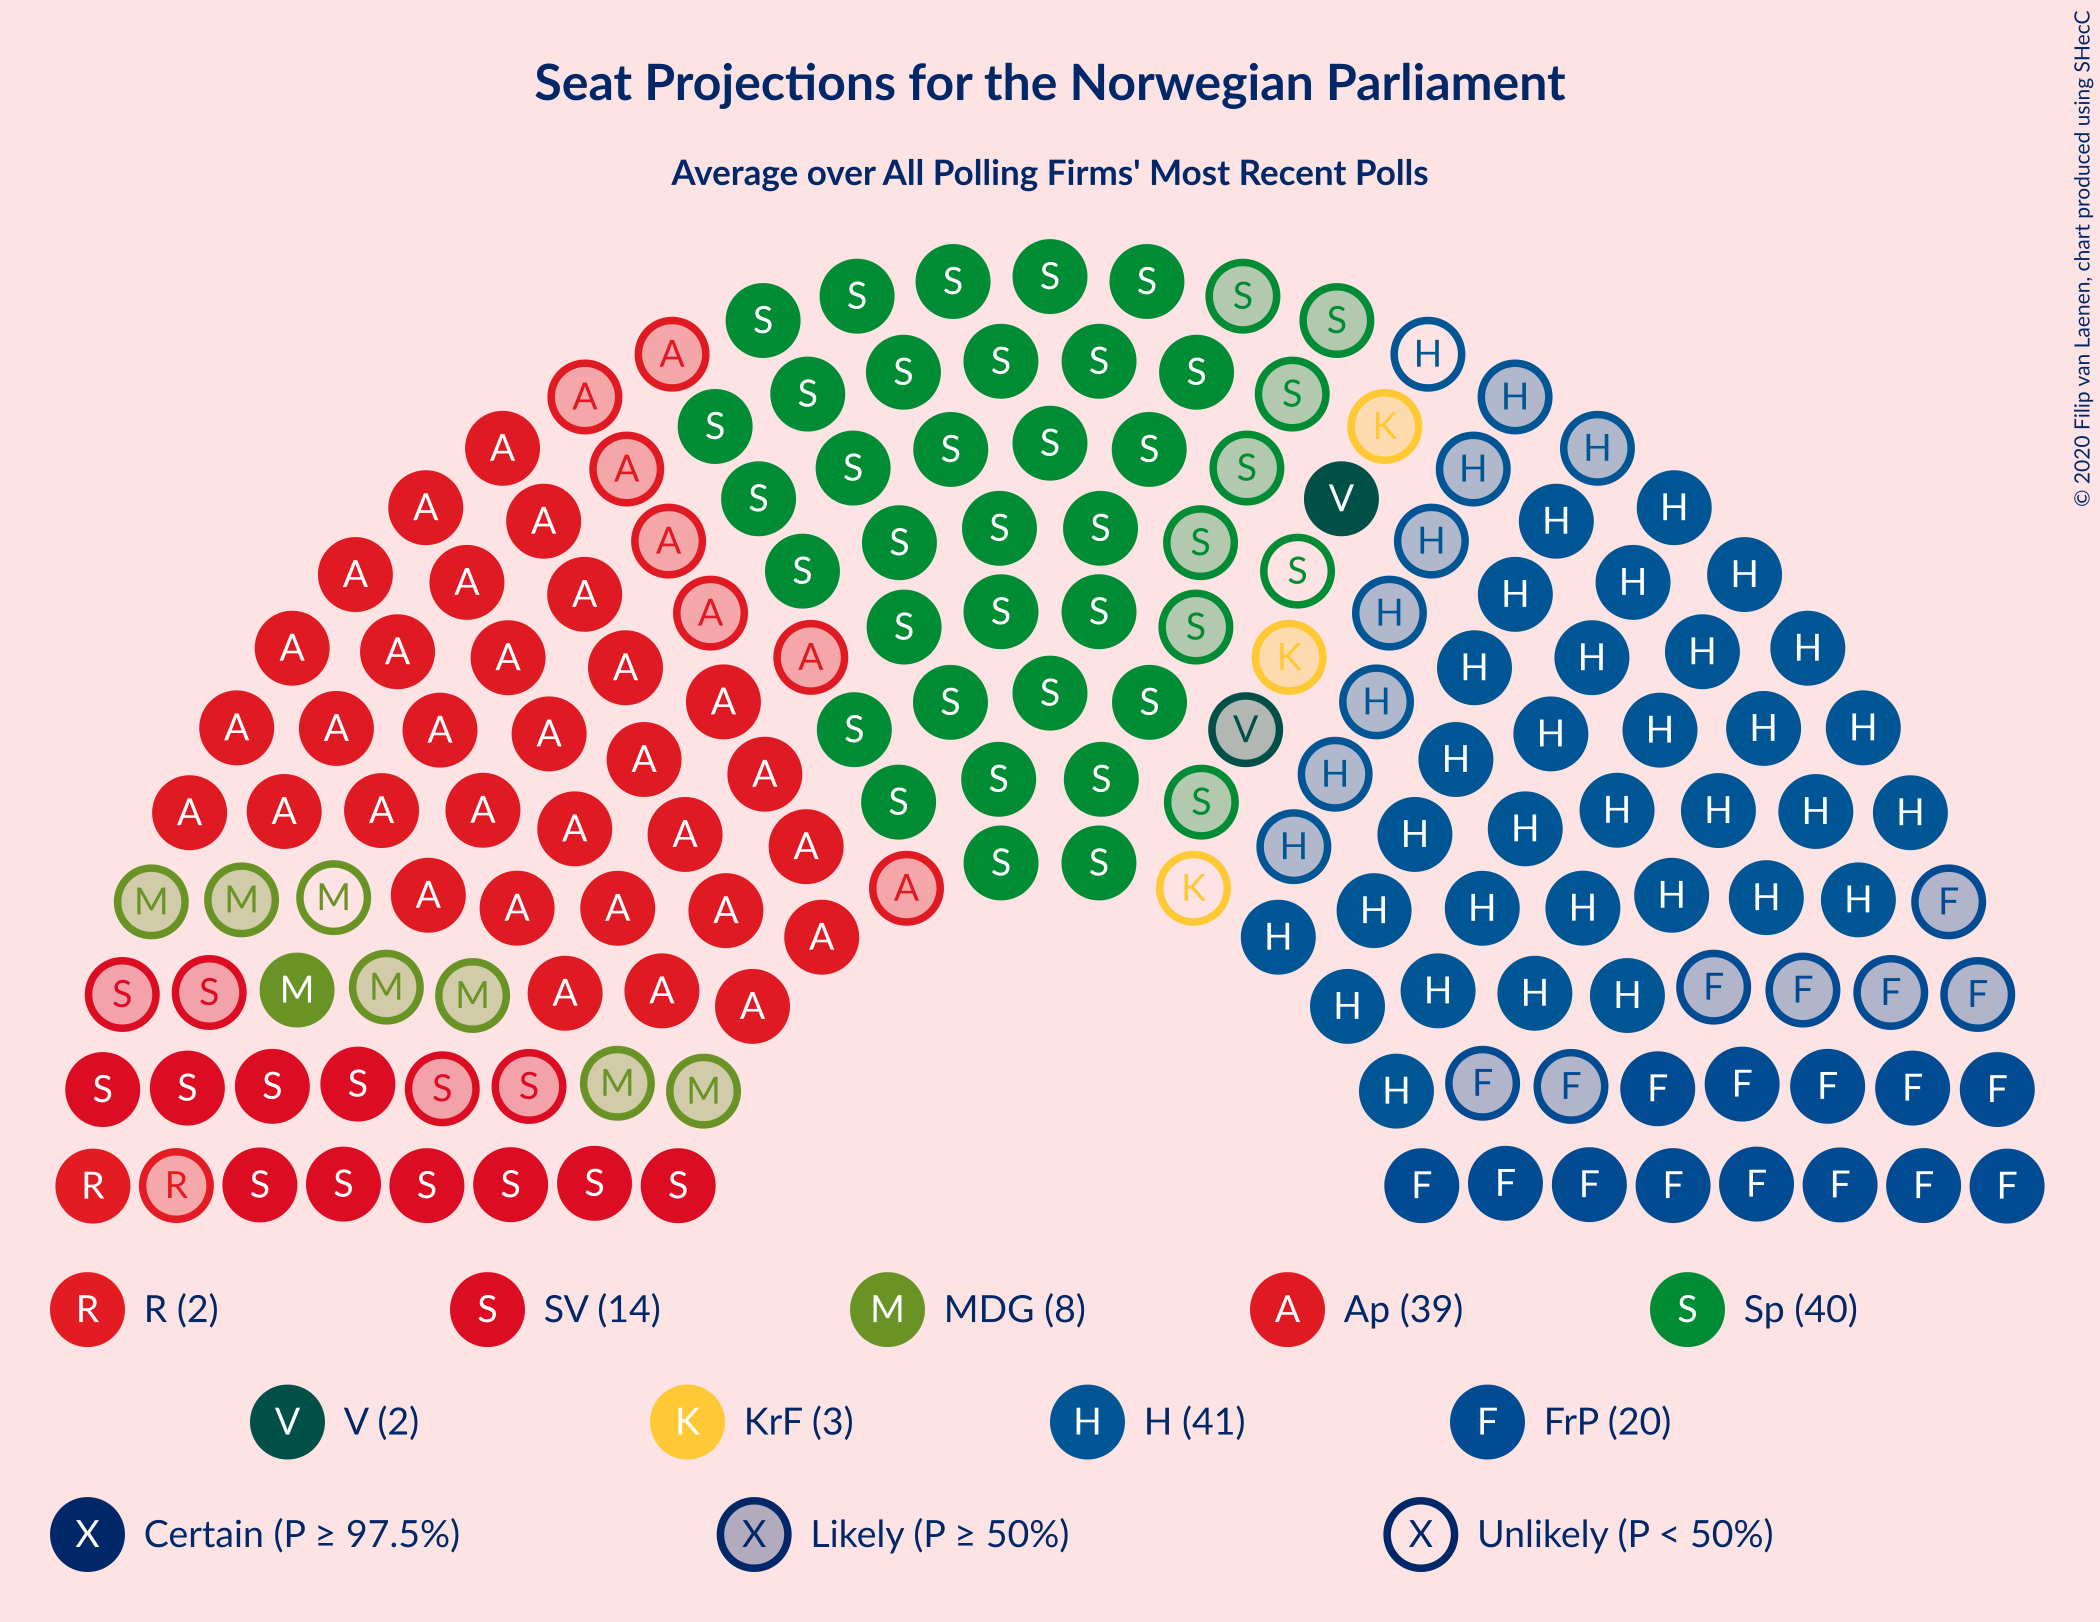 Seat Projections for the Norwegian Parliament
Average over All Polling Firms' Most Recent Polls
© 2020 Filip van Laenen, chart produced using SHecC
S S S S S S S
A A S S S S S S H H
A A S S S S S S K H H
A A A S S S S S V H H H
A A A A S S S S S S H H H H
A A A A A A S S S K H H H H H
A A A A A A S S S V H H H H H H
A A A A A A A S S S S H H H H H H H
M M M A A A A A A K H H H H H H H F
S S M M M A A A H H H H F F F F
S S S S S S M M H F F F F F F F
R R S S S S S S F F F F F F F F
R R (2) S SV (14) M MDG (8) A Ap (39) S Sp (40)
V V (2) K KrF (3) H H (41) F FrP (20)
X Certain (P ≥ 97.5%) X Likely (P ≥ 50%) X Unlikely (P < 50%)